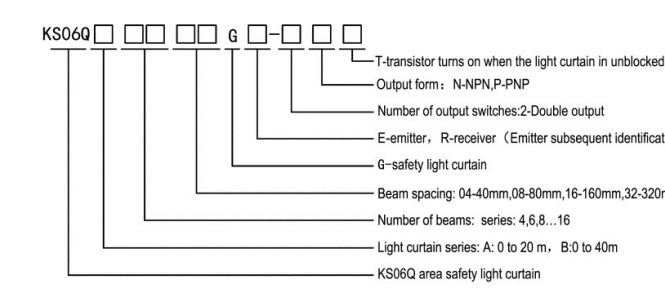 KS06Q□ □□ □□ G □-□ □ □
T-transistor turns on when the light curtain in unblocked
Output form：N-NPN,P-PNP
Number of output switches:2-Double output
E-emitter，R-receiver（Emitter subsequent identificat
G-safety light curtain
Beam spacing: 04-40mm,08-80mm,16-160mm,32-320m
Number of beams: series: 4,6,8...16
Light curtain series: A: 0 to 20 m，B:0 to 40m
KS06Q area safety light curtain